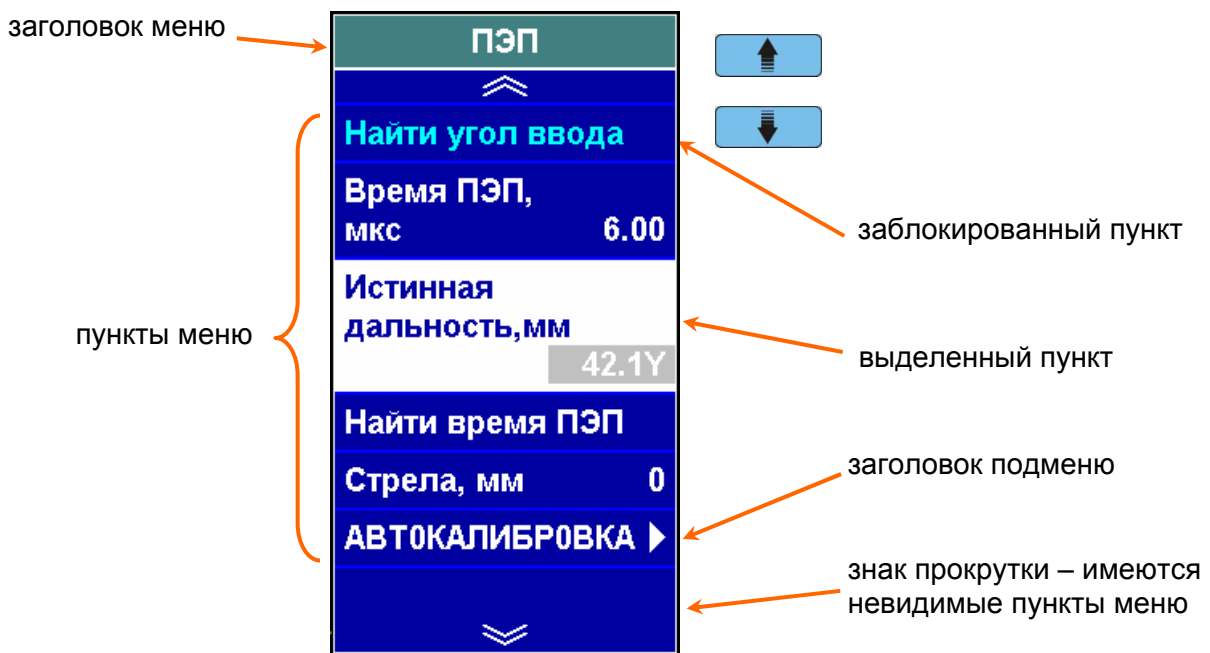 заголовок меню
ПЭП
Найти угол ввода
Время ПЭП,
мкс 6.00
заблокированный пункт
Истинная
дальность,мм
42.1Y
пункты меню
выделенный пункт
Найти время ПЭП
Стрела, мм 0
заголовок подменю
АВТ0КАЛИБР0ВКА
знак прокрутки – имеются
невидимые пункты меню